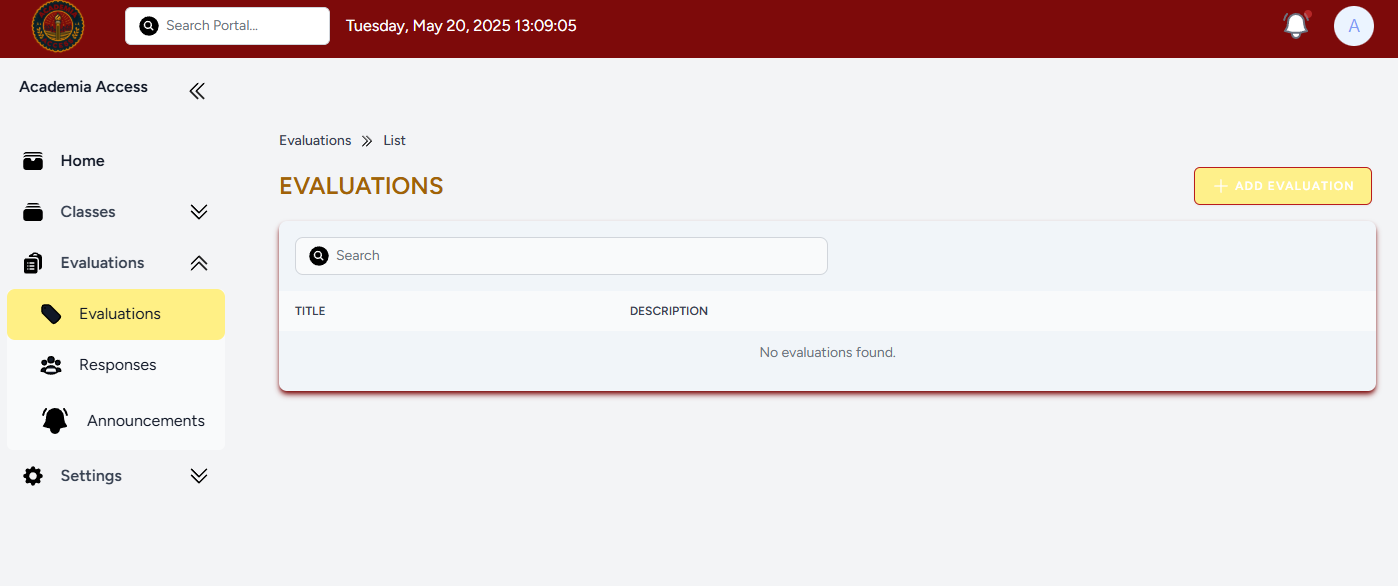 Search Portal...
Tuesday, May 20, 2025 13:09:05
A
Academia Access
Home
Classes
Evaluations
Evaluations
Responses
Announcements
Settings
Evaluations List
EVALUATIONS
ADD EVALUATION
Search
TITLE DESCRIPTION
No evaluations found.